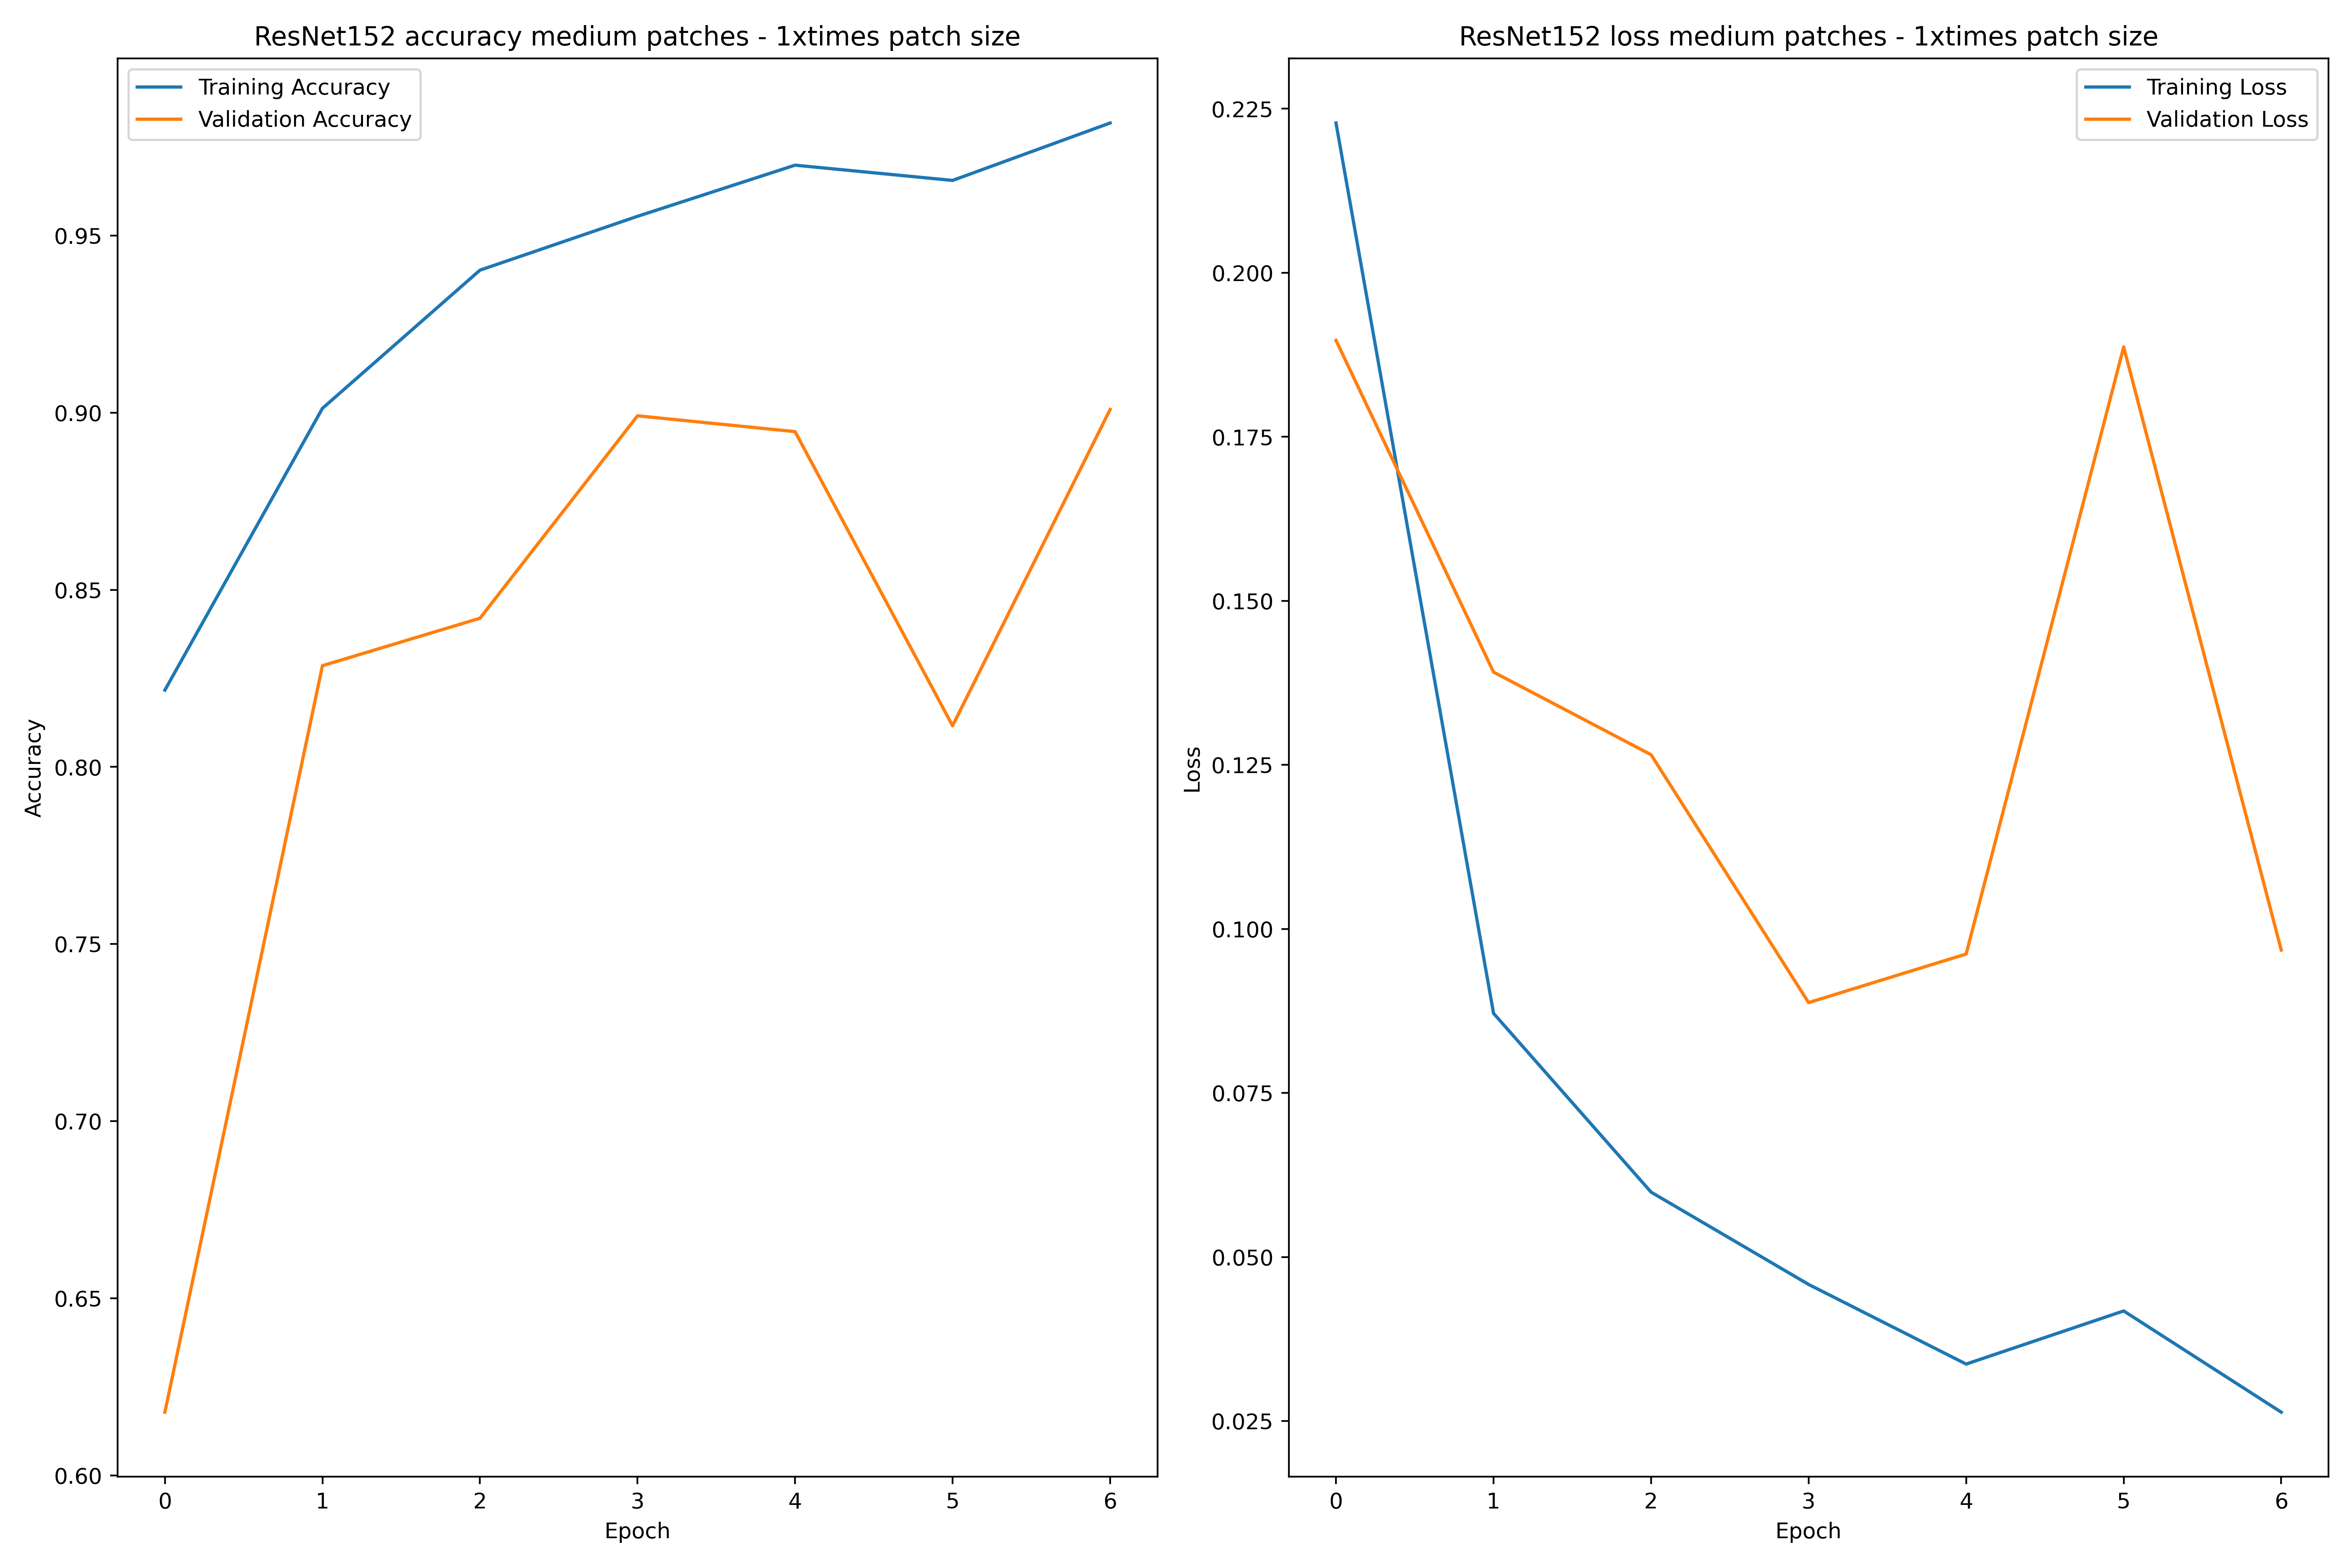 ResNet152 accuracy medium patches - 1xtimes patch size
Training Accuracy
Validation Accuracy
0.95
0.90
0.85
0.80
0.75
0.70
0.65
0.60
Accuracy
0 1 2 3 4 5 6
Epoch
ResNet152 loss medium patches - 1xtimes patch size
Training Loss
Validation Loss
0.225
0.200
0.175
0.150
0.125
0.100
0.075
0.050
0.025
Loss
0 1 2 3 4 5 6
Epoch